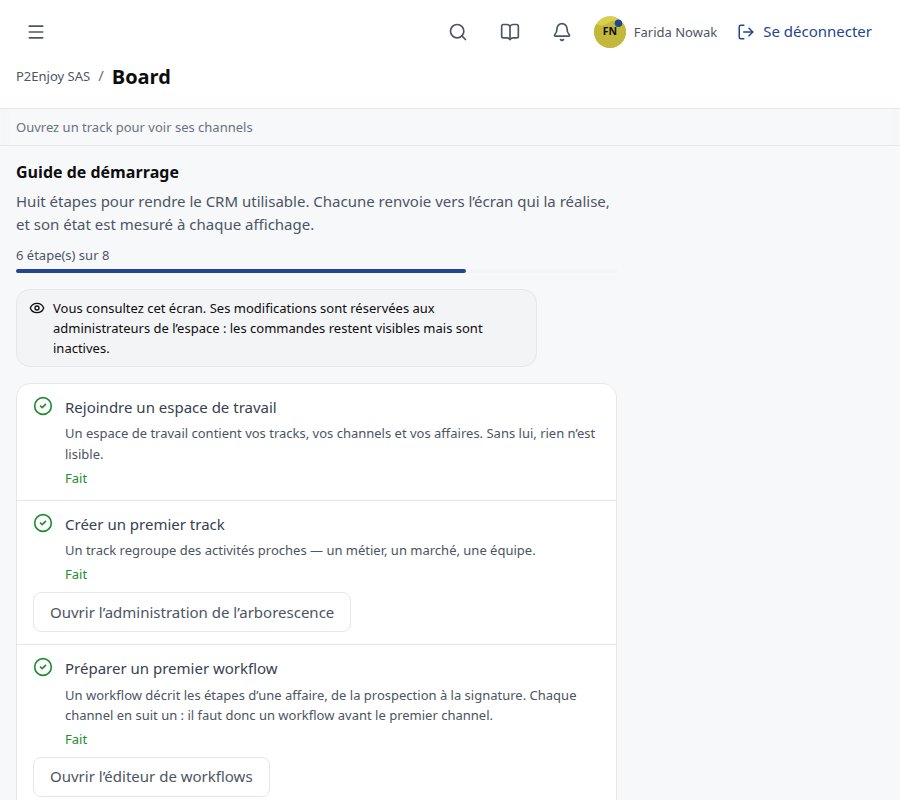 FN
Farida Nowak
Se déconnecter
P2Enjoy SAS / Board
Ouvrez un track pour voir ses channels
Guide de démarrage
Huit étapes pour rendre le CRM utilisable. Chacune renvoie vers l’écran qui la réalise,
et son état est mesuré à chaque affichage.
6 étape(s) sur 8
Vous consultez cet écran. Ses modifications sont réservées aux
administrateurs de l’espace : les commandes restent visibles mais sont
inactives.
Rejoindre un espace de travail
Un espace de travail contient vos tracks, vos channels et vos affaires. Sans lui, rien n’est
lisible.
Fait
Créer un premier track
Un track regroupe des activités proches — un métier, un marché, une équipe.
Fait
Ouvrir l’administration de l’arborescence
Préparer un premier workflow
Un workflow décrit les étapes d’une affaire, de la prospection à la signature. Chaque
channel en suit un : il faut donc un workflow avant le premier channel.
Fait
Ouvrir l’éditeur de workflows